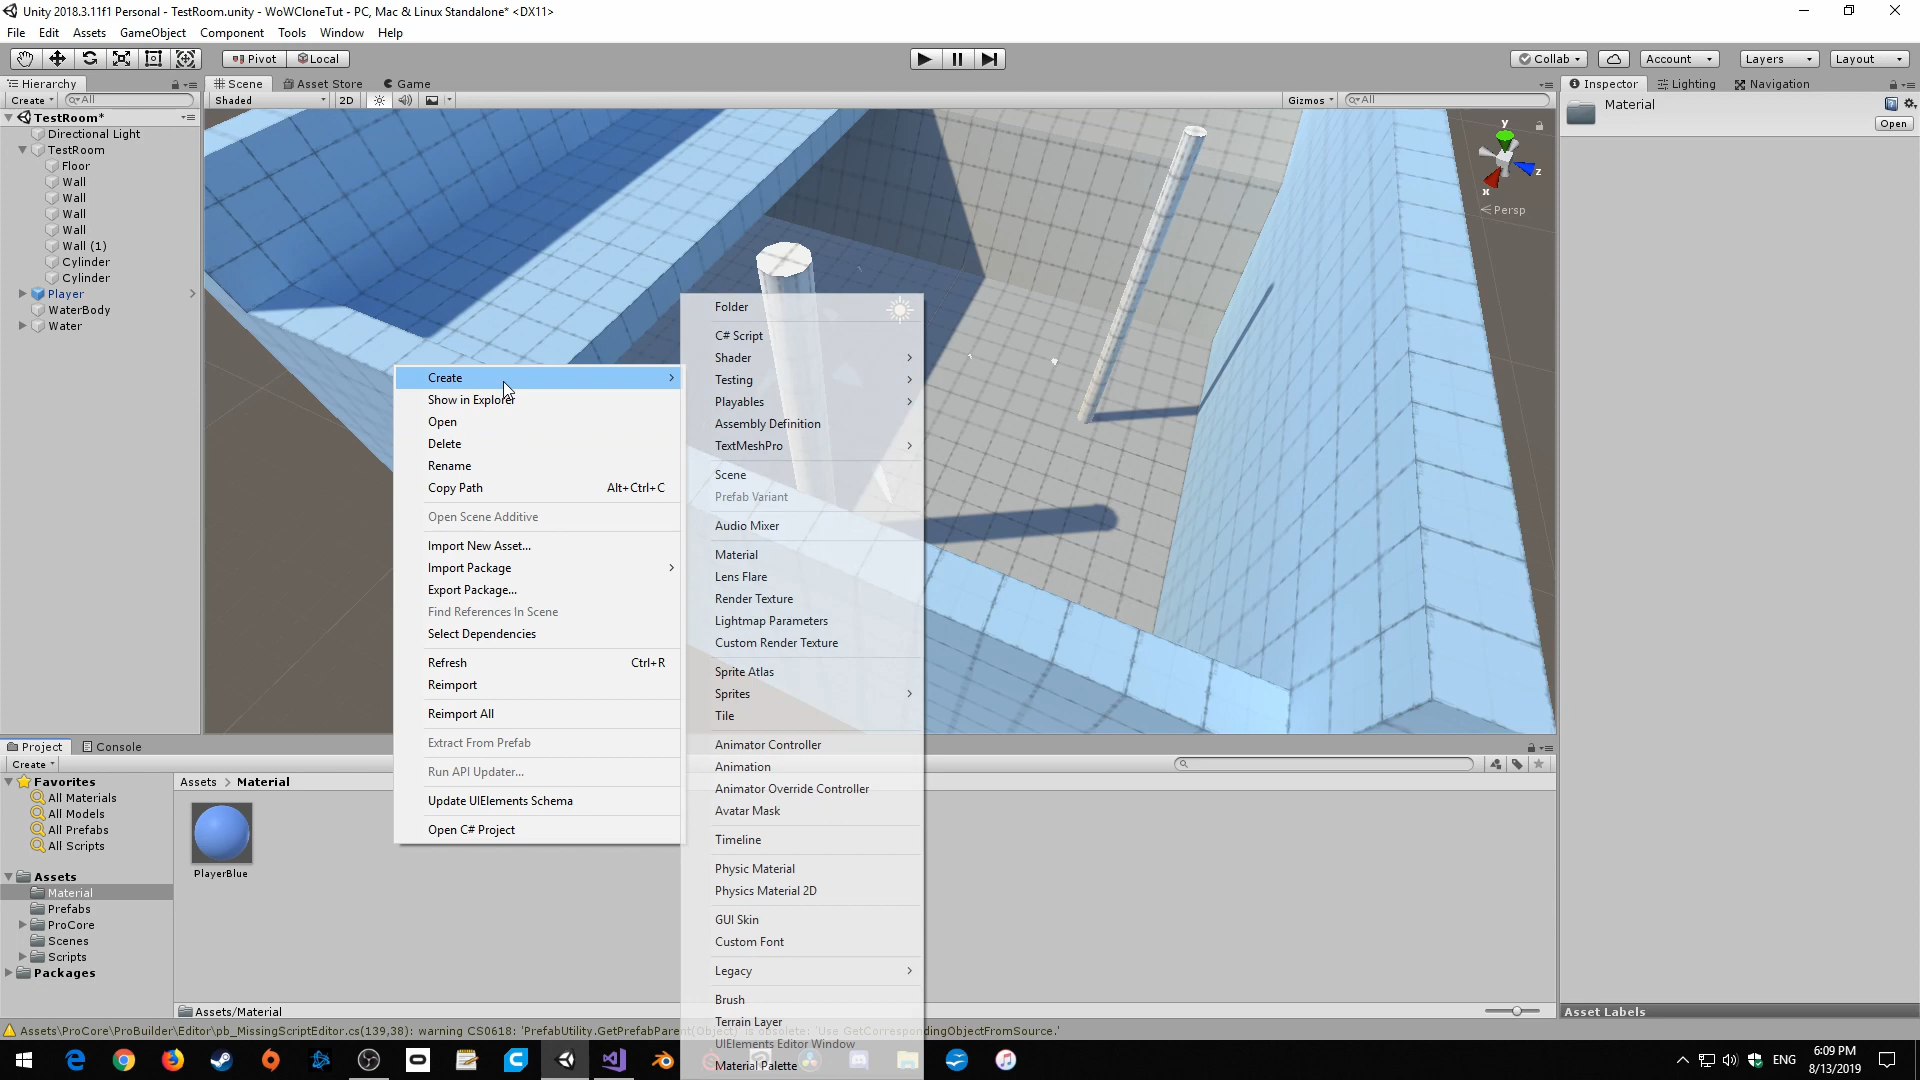 Unity 2018.3.11f1 Personal - TestRoom.unity - WoWCloneTut - PC, Mac & Linux Standalone* <DX11>
File Edit Assets GameObject Component Tools Window Help
Pivot Local Collab Account Layers Layout
Hierarchy Scene Asset Store Game Inspector Lighting Navigation
Create All Shaded 2D Gizmos All
Material
Open
TestRoom*
Directional Light
TestRoom
Floor
Wall
Wall
Wall
Wall
Wall (1)
Cylinder
Cylinder
Player
WaterBody
Water
y
z
x
Persp
Create
Show in Explorer
Open
Delete
Rename
Copy Path Alt+Ctrl+C
Open Scene Additive
Import New Asset...
Import Package
Export Package...
Find References In Scene
Select Dependencies
Refresh Ctrl+R
Reimport
Reimport All
Extract From Prefab
Run API Updater...
Update UIElements Schema
Open C# Project
Folder
C# Script
Shader
Testing
Playables
Assembly Definition
TextMeshPro
Scene
Prefab Variant
Audio Mixer
Material
Lens Flare
Render Texture
Lightmap Parameters
Custom Render Texture
Sprite Atlas
Sprites
Tile
Animator Controller
Animation
Animator Override Controller
Avatar Mask
Timeline
Physic Material
Physics Material 2D
GUI Skin
Custom Font
Legacy
Brush
Terrain Layer
UIElements Editor Window
Material Palette
Project Console
Create
Favorites
All Materials
All Models
All Prefabs
All Scripts
Assets
Material
Prefabs
ProCore
Scenes
Scripts
Packages
Assets > Material
PlayerBlue
Assets/Material
Asset Labels
Assets\ProCore\ProBuilder\Editor\pb_MissingScriptEditor.cs(139,38): warning CS0618: 'PrefabUtility.GetPrefabParent(Object)' is obsolete: 'Use GetCorrespondingObjectFromSource.'
ENG
6:09 PM
8/13/2019